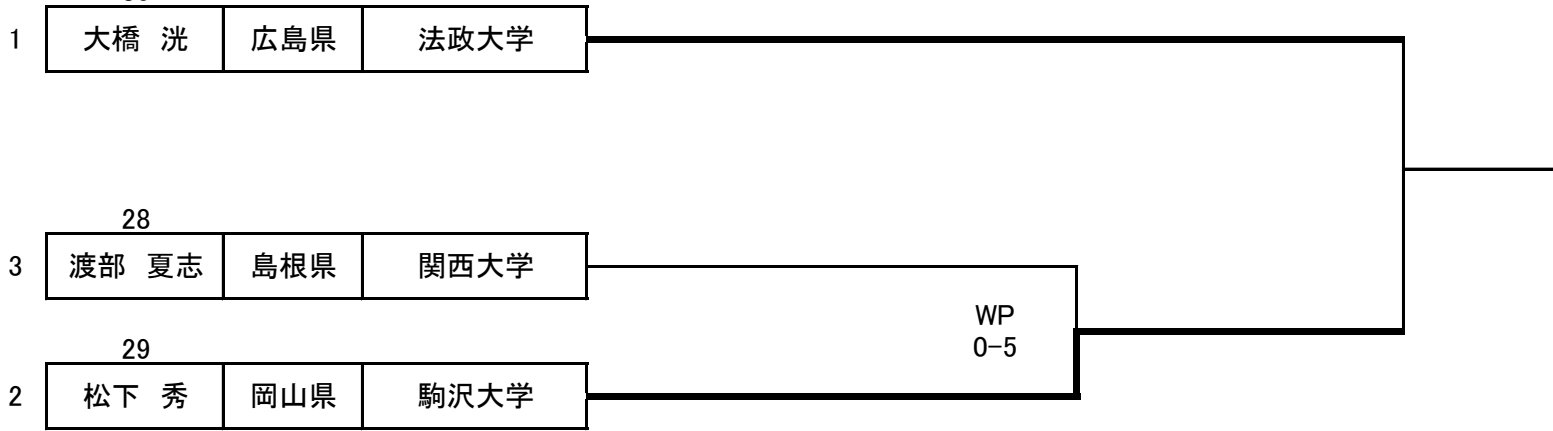 1 大橋 洸 広島県 法政大学
28
3 渡部 夏志 島根県 関西大学
WP
0-5
29
2 松下 秀 岡山県 駒沢大学